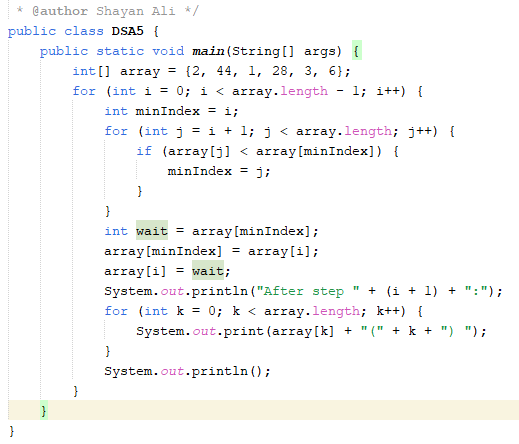 * @author Shayan Ali */
public class DSA5 {
    public static void main(String[] args) {
        int[] array = {2, 44, 1, 28, 3, 6};
        for (int i = 0; i < array.length - 1; i++) {
            int minIndex = i;
            for (int j = i + 1; j < array.length; j++) {
                if (array[j] < array[minIndex]) {
                    minIndex = j;
                }
            }
            int wait = array[minIndex];
            array[minIndex] = array[i];
            array[i] = wait;
            System.out.println("After step " + (i + 1) + ":");
            for (int k = 0; k < array.length; k++) {
                System.out.print(array[k] + "(" + k + ") ");
            }
            System.out.println();
        }
    }
}